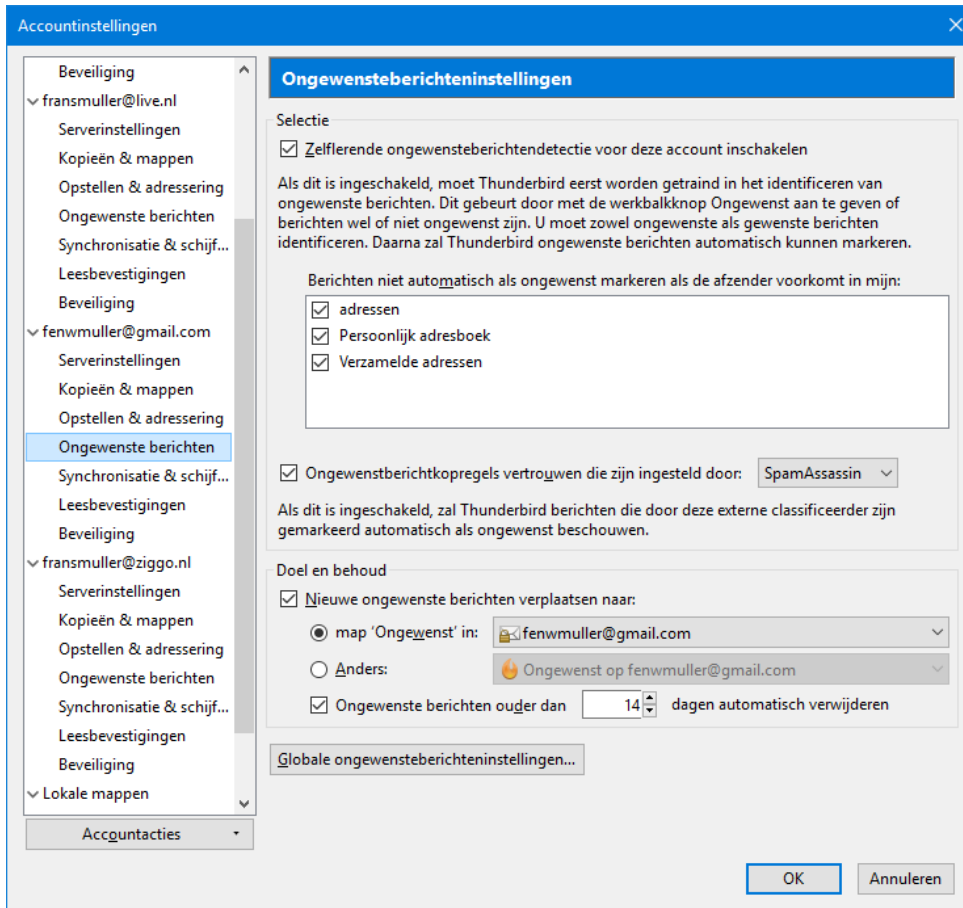 Accountinstellingen
Beveiliging
fransmuller@live.nl
Serverinstellingen
Kopieën & mappen
Opstellen & adressering
Ongewenste berichten
Synchronisatie & schijf...
Leesbevestigingen
Beveiliging
fenwmuller@gmail.com
Serverinstellingen
Kopieën & mappen
Opstellen & adressering
Ongewenste berichten
Synchronisatie & schijf...
Leesbevestigingen
Beveiliging
fransmuller@ziggo.nl
Serverinstellingen
Kopieën & mappen
Opstellen & adressering
Ongewenste berichten
Synchronisatie & schijf...
Leesbevestigingen
Beveiliging
Lokale mappen
Accountacties
Ongewensteberichteninstellingen
Selectie
Zelflerende ongewensteberichtendetectie voor deze account inschakelen
Als dit is ingeschakeld, moet Thunderbird eerst worden getraind in het identificeren van
ongewenste berichten. Dit gebeurt door met de werkbalkknop Ongewenst aan te geven of
berichten wel of niet ongewenst zijn. U moet zowel ongewenste als gewenste berichten
identificeren. Daarna zal Thunderbird ongewenste berichten automatisch kunnen markeren.
Berichten niet automatisch als ongewenst markeren als de afzender voorkomt in mijn:
adressen
Persoonlijk adresboek
Verzamelde adressen
Ongewenstberichtkopregels vertrouwen die zijn ingesteld door: SpamAssassin
Als dit is ingeschakeld, zal Thunderbird berichten die door deze externe classificeerder zijn
gemarkeerd automatisch als ongewenst beschouwen.
Doel en behoud
Nieuwe ongewenste berichten verplaatsen naar:
map ‘Ongewenst’ in: fenwmuller@gmail.com
Anders: Ongewenst op fenwmuller@gmail.com
Ongewenste berichten ouder dan 14 dagen automatisch verwijderen
Globale ongewensteberichteninstellingen...
OK Annuleren